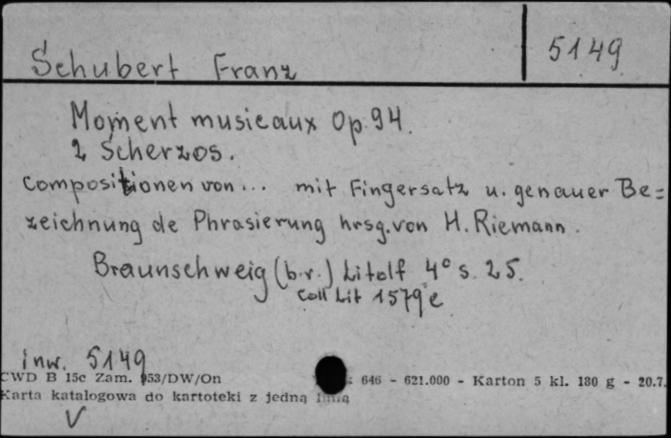 Schubert Franz 5149
Moment musicaux Op. 94.
2 Scherzos.
Compositionen von... mit Fingersatz u. genauer Be=
zeichnung de Phrasierung hrsg. von H. Riemann.
Braunschweig (b.r.) Litolf 4° s. 25.
Coll Lit 1579 e
inw. 5149
CWD B 15c Zam. 953/DW/On 646 - 621.000 - Karton 5 kl. 180 g - 20.7.
Karta katalogowa do kartoteki z jedną linią
V